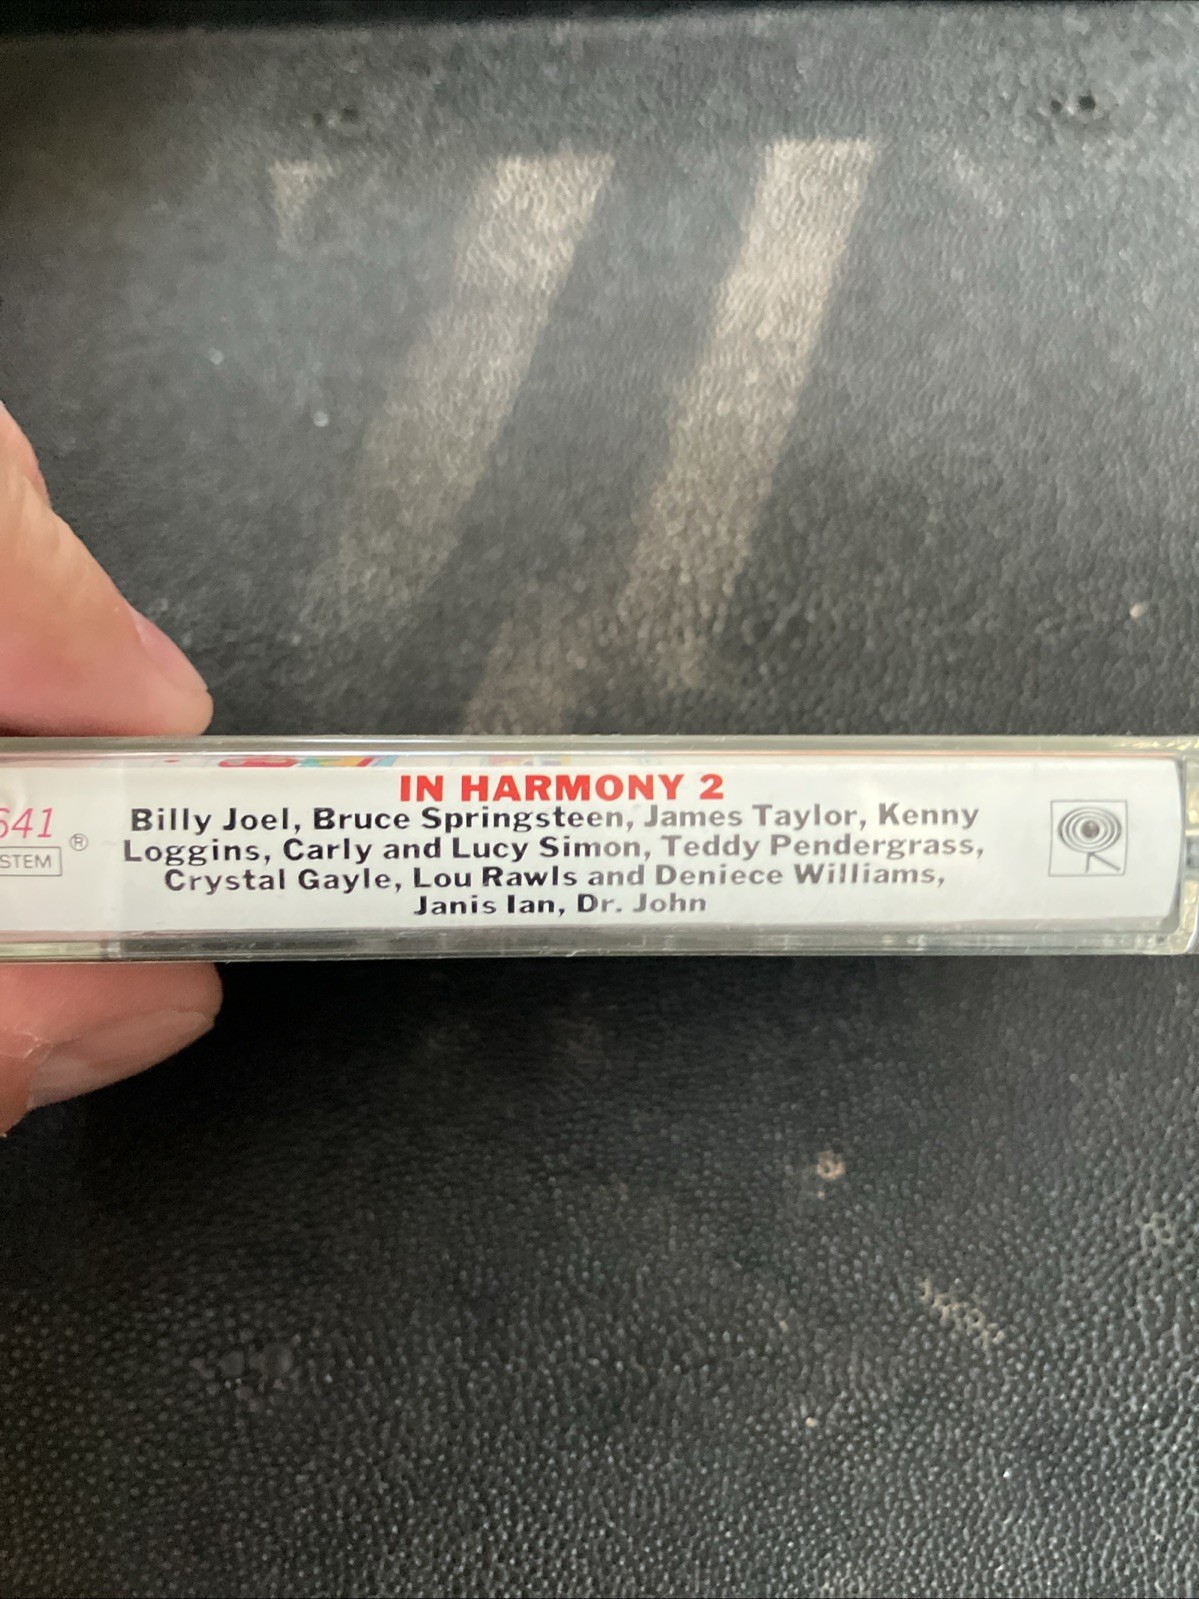 IN HARMONY 2
Billy Joel, Bruce Springsteen, James Taylor, Kenny
Loggins, Carly and Lucy Simon, Teddy Pendergrass,
Crystal Gayle, Lou Rawls and Deniece Williams,
Janis Ian, Dr. John
641
STEM
®